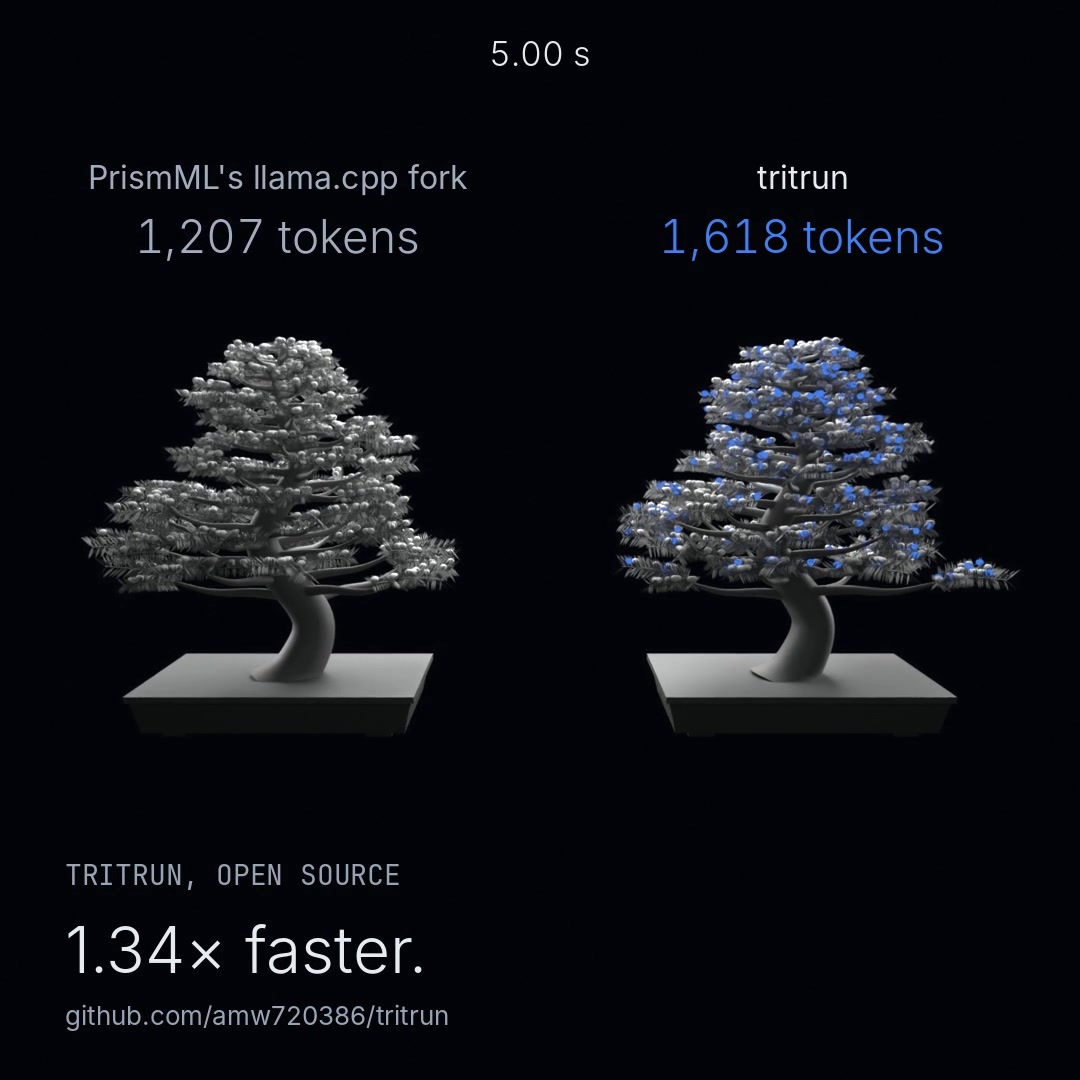 5.00 s
PrismML's llama.cpp fork
1,207 tokens
tritrun
1,618 tokens
TRITRUN, OPEN SOURCE
1.34× faster.
github.com/amw720386/tritrun